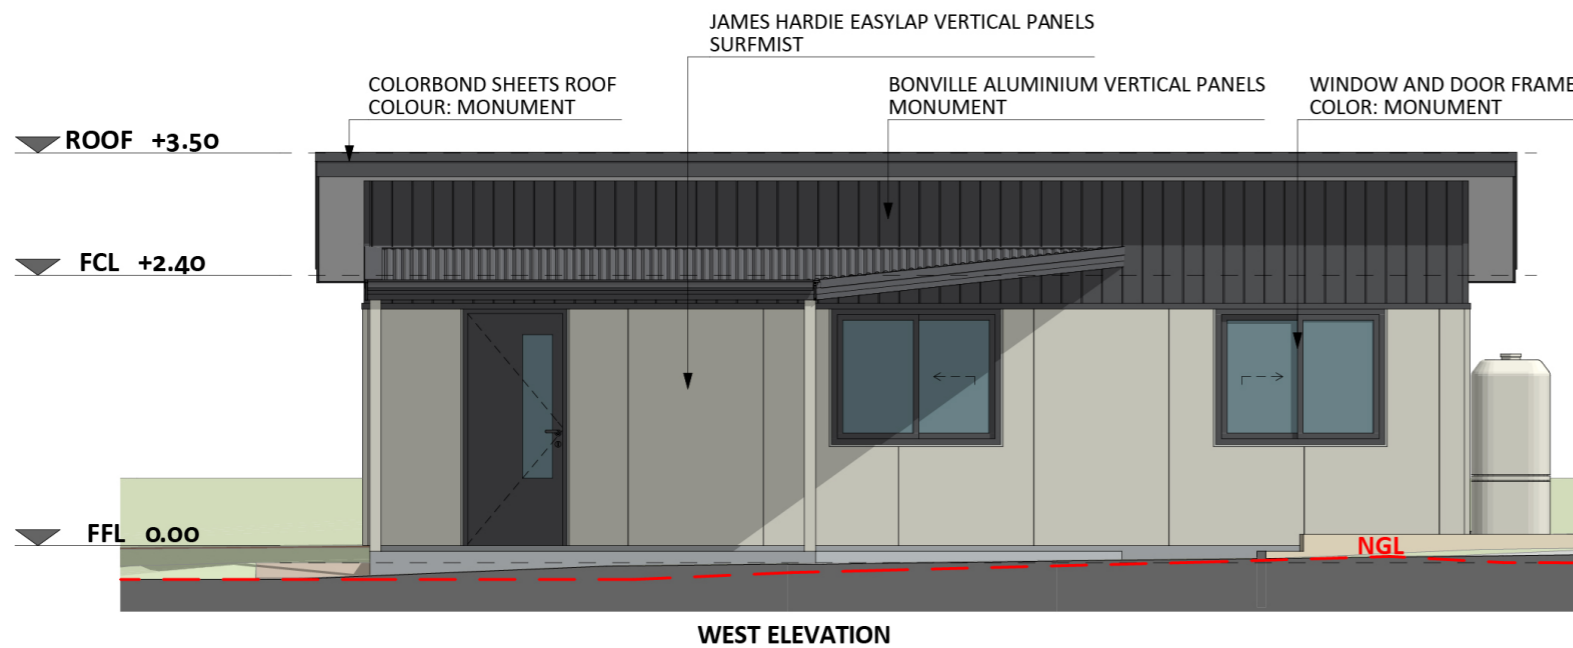 JAMES HARDIE EASYLAP VERTICAL PANELS
SURFMIST
COLORBOND SHEETS ROOF
COLOUR: MONUMENT
BONVILLE ALUMINIUM VERTICAL PANELS
MONUMENT
WINDOW AND DOOR FRAME
COLOR: MONUMENT
ROOF +3.50
FCL +2.40
FFL 0.00
NGL
WEST ELEVATION